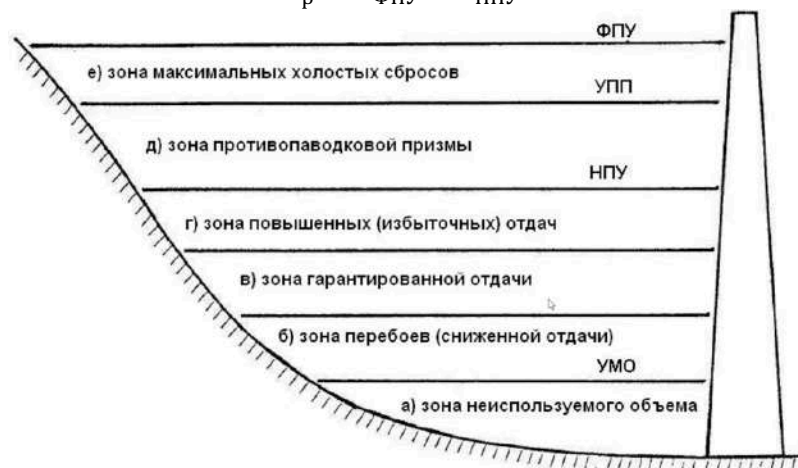 ФПУ
е) зона максимальных холостых сбросов
УПП
д) зона противопаводковой призмы
НПУ
г) зона повышенных (избыточных) отдач
в) зона гарантированной отдачи
б) зона перебоев (сниженной отдачи)
УМО
а) зона неиспользуемого объема